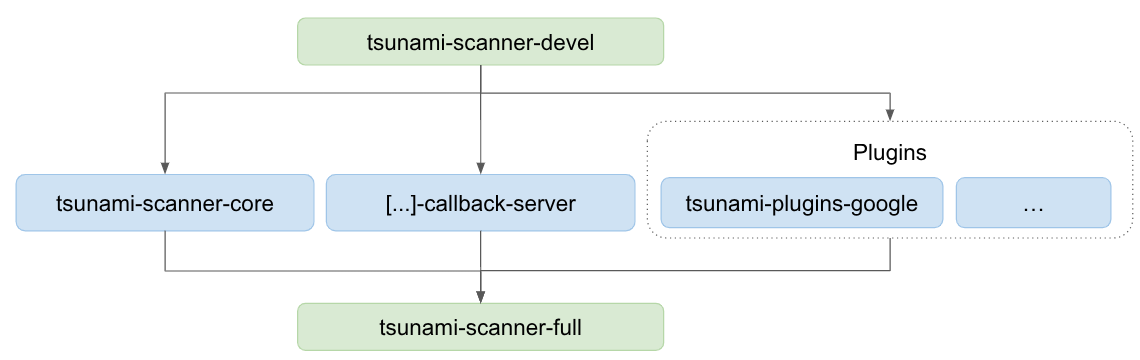 tsunami-scanner-devel
Plugins
tsunami-scanner-core
[...]-callback-server
tsunami-plugins-google
...
tsunami-scanner-full